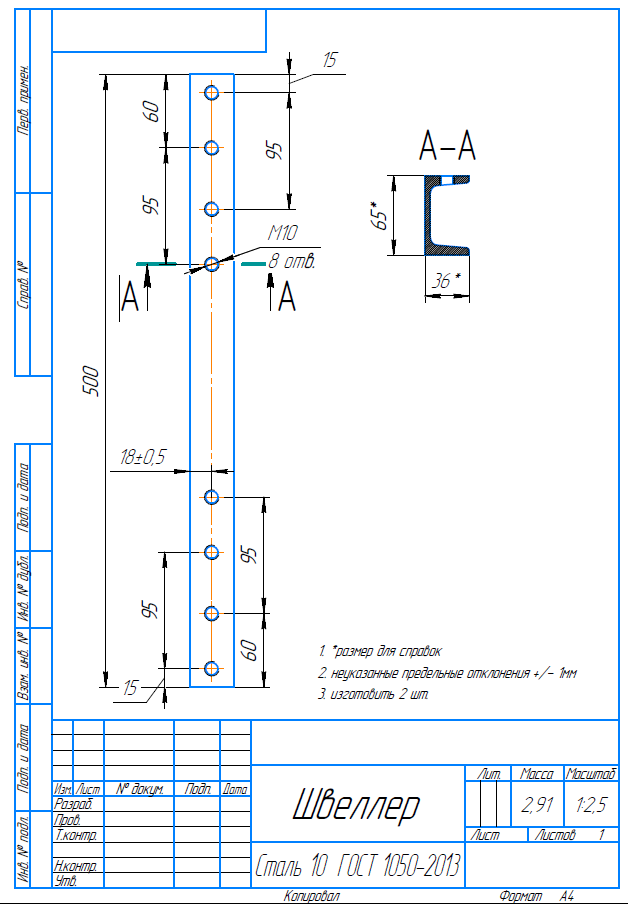 Перв. примен.
Справ. №
Подп. и дата
Инв. № дубл.
Взам. инв. №
Подп. и дата
Инв. № подл.
15
60
95
95
М10
8 отв.
А
А
500
18±0,5
95
95
60
15
А-А
65*
36*
1. *размер для справок
2. неуказанные предельные отклонения +/- 1мм
3. изготовить 2 шт.
Изм. Лист № докум. Подп. Дата
Разраб.
Пров.
Т.контр.
Н.контр.
Утв.
Швеллер
Сталь 10 ГОСТ 1050-2013
Лит. Масса Масштаб
2,91 1:2,5
Лист Листов 1
Копировал Формат А4